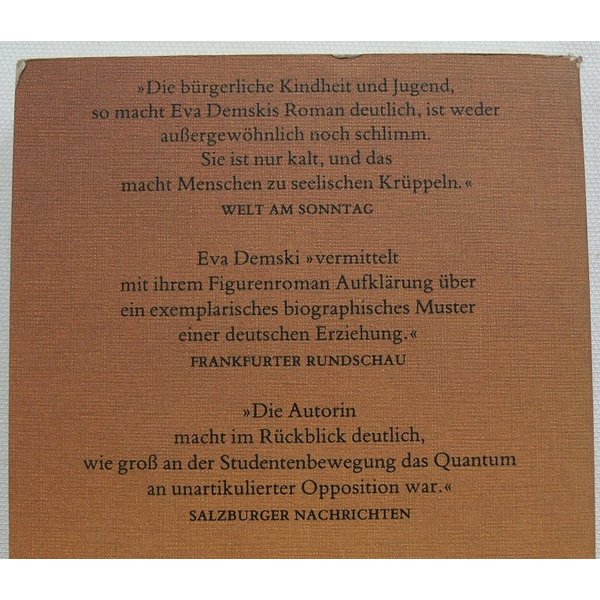 »Die bürgerliche Kindheit und Jugend,
so macht Eva Demskis Roman deutlich, ist weder
außergewöhnlich noch schlimm.
Sie ist nur kalt, und das
macht Menschen zu seelischen Krüppeln.«
WELT AM SONNTAG
Eva Demski »vermittelt
mit ihrem Figurenroman Aufklärung über
ein exemplarisches biographisches Muster
einer deutschen Erziehung.«
FRANKFURTER RUNDSCHAU
»Die Autorin
macht im Rückblick deutlich,
wie groß an der Studentenbewegung das Quantum
an unartikulierter Opposition war.«
SALZBURGER NACHRICHTEN